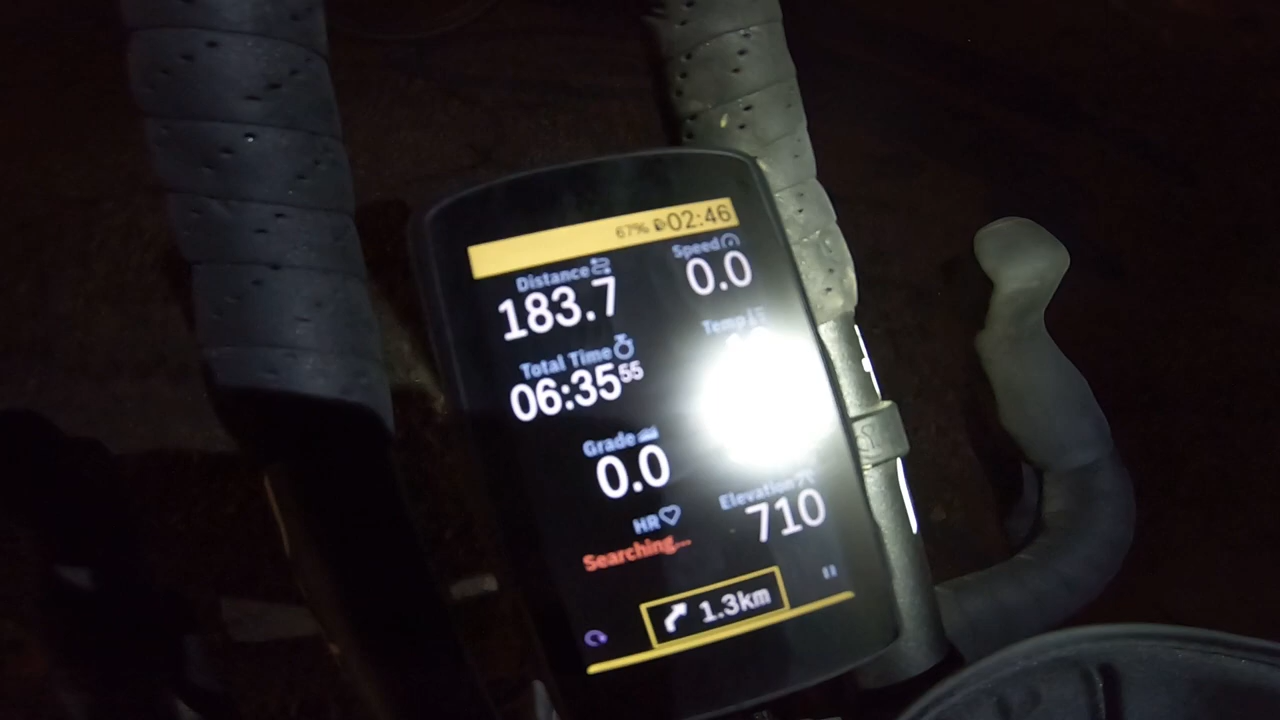 67% 02:46
Distance Speed
183.7 0.0
Total Time Temp
06:35 55
Grade
0.0
HR Elevation
Searching... 710
1.3km